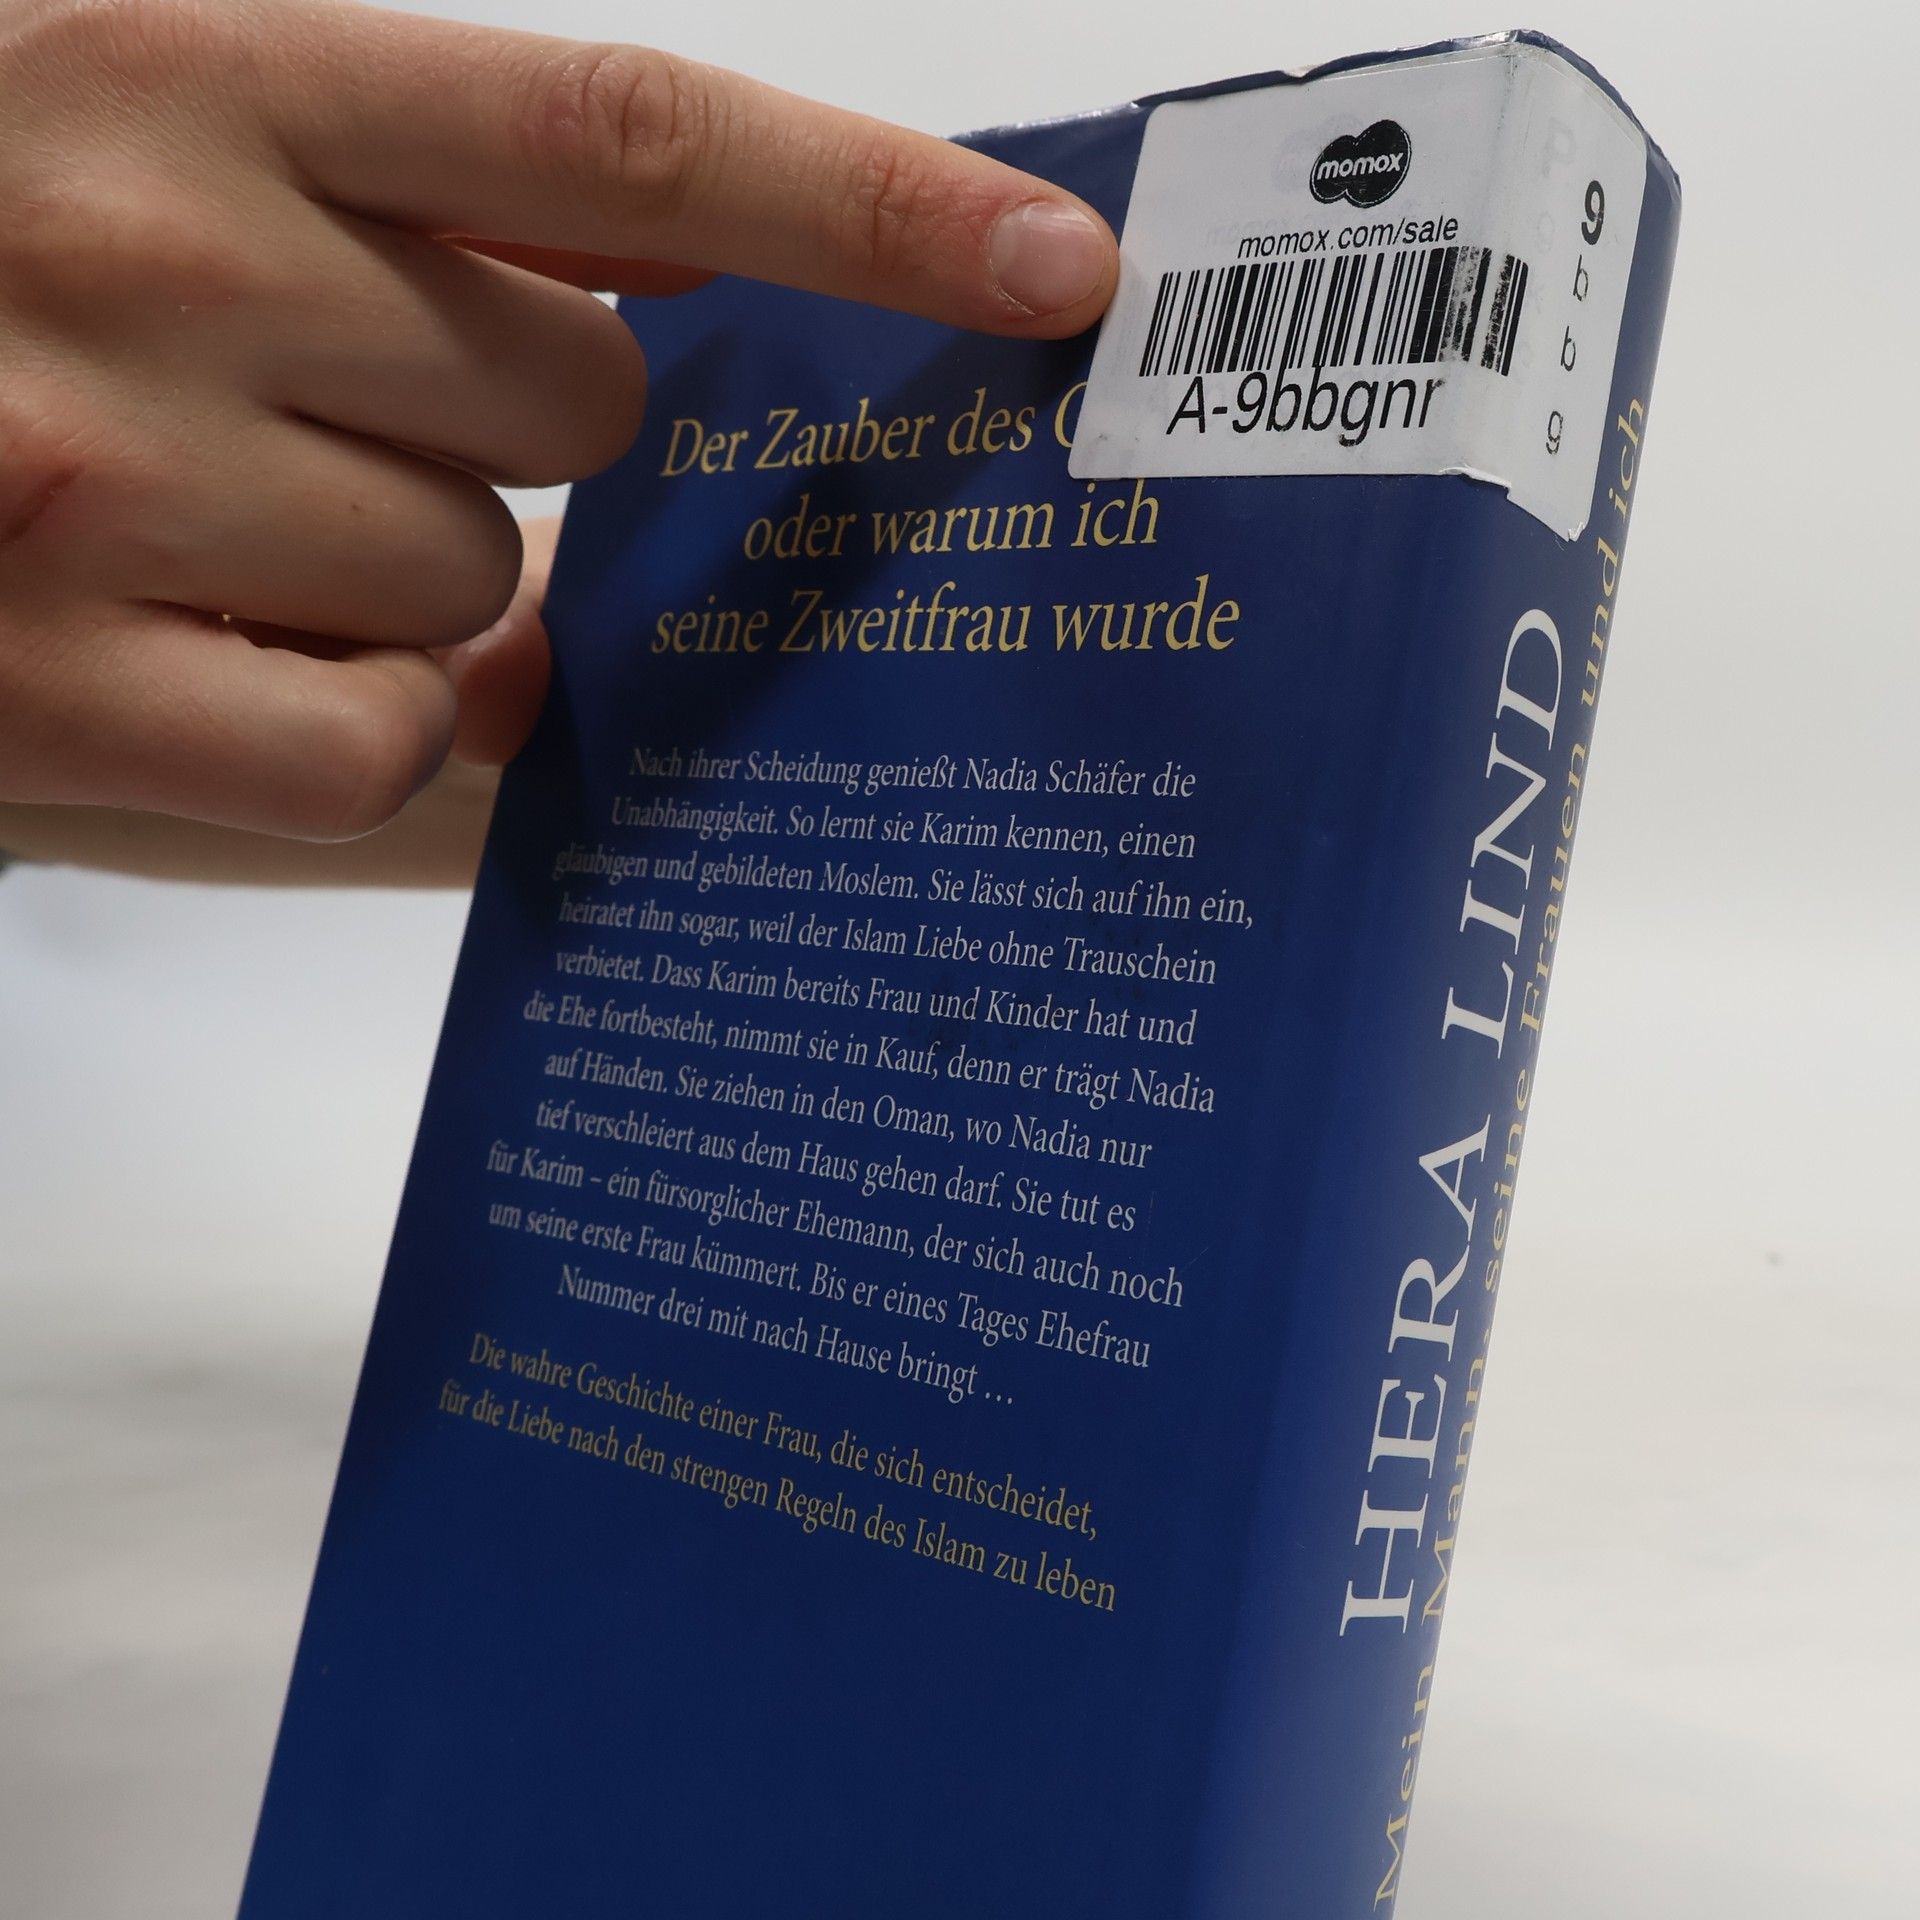 momox
momox.com/sale
A-9bbgnr
9
b
b
g
Der Zauber des
oder warum ich
seine Zweitfrau wurde
Nach ihrer Scheidung genießt Nadia Schäfer die
Unabhängigkeit. So lernt sie Karim kennen, einen
gläubigen und gebildeten Moslem. Sie lässt sich auf ihn ein,
heiratet ihn sogar, weil der Islam Liebe ohne Trauschein
verbietet. Dass Karim bereits Frau und Kinder hat und
die Ehe fortbesteht, nimmt sie in Kauf, denn er trägt Nadia
auf Händen. Sie ziehen in den Oman, wo Nadia nur
tief verschleiert aus dem Haus gehen darf. Sie tut es
für Karim – ein fürsorglicher Ehemann, der sich auch noch
um seine erste Frau kümmert. Bis er eines Tages Ehefrau
Nummer drei mit nach Hause bringt …
Die wahre Geschichte einer Frau, die sich entscheidet,
für die Liebe nach den strengen Regeln des Islam zu leben
HERA LIND
Mein Mann, seine Frauen und ich